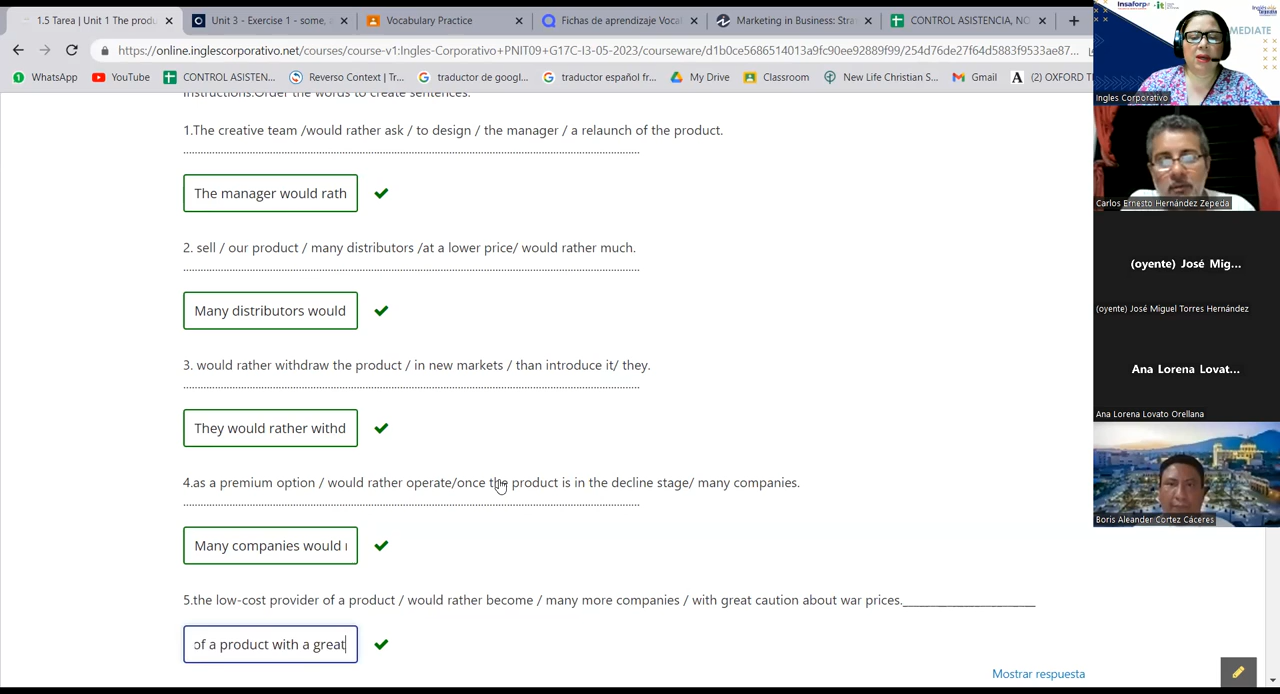 1.5 Tarea | Unit 1 The produ
Unit 3 - Exercise 1 - some, a
Vocabulary Practice
Fichas de aprendizaje Vocal
Marketing in Business: Stra
CONTROL ASISTENCIA, NO
https://online.inglescorporativo.net/courses/course-v1:Ingles-Corporativo+PNIT09+G17C-I3-05-2023/courseware/d1b0ce5686514013a9fc90ee92889f99/254d76de27f64d5383f9533ae87...
WhatsApp
YouTube
CONTROL ASISTEN...
Reverso Context | Tr...
traductor googl...
traductor español fr...
My Drive
Classroom
New Life Christian S...
Gmail
(2) OXFORD T
Instructions:Order the words to create sentences.
1.The creative team /would rather ask / to design / the manager / a relaunch of the product.
The manager would rath
2. sell / our product / many distributors /at a lower price/ would rather much.
Many distributors would
3. would rather withdraw the product / in new markets / than introduce it/ they.
They would rather withd
4.as a premium option / would rather operate/once the product is in the decline stage/ many companies.
Many companies would r
5.the low-cost provider of a product / would rather become / many more companies / with great caution about war prices.____________________
of a product with a great
Mostrar respuesta
Insaforp
it
MEDIATE
Ingles Corporativo
Carlos Ernesto Hernández Zepeda
(oyente) José Mig...
(oyente) José Miguel Torres Hernández
Ana Lorena Lovat...
Ana Lorena Lovato Orellana
Boris Aleander Cortez Cáceres